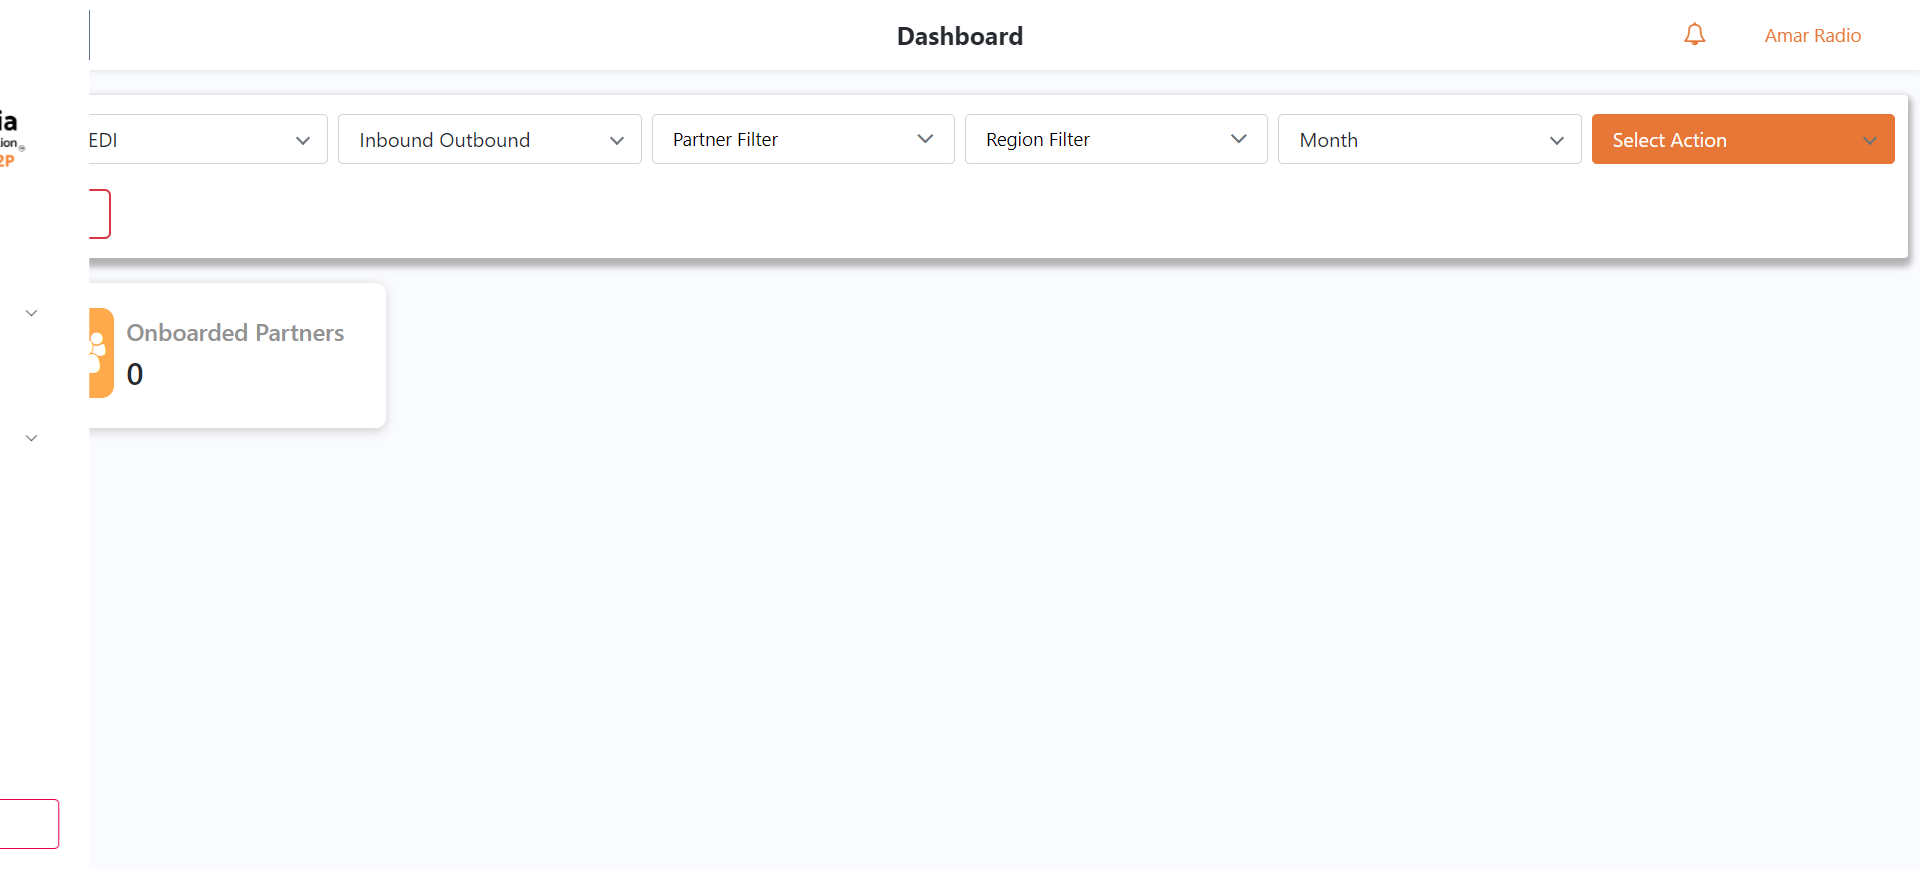 Dashboard
Amar Radio
ia
ion
2P
EDI
Inbound Outbound
Partner Filter
Region Filter
Month
Select Action
Onboarded Partners
0